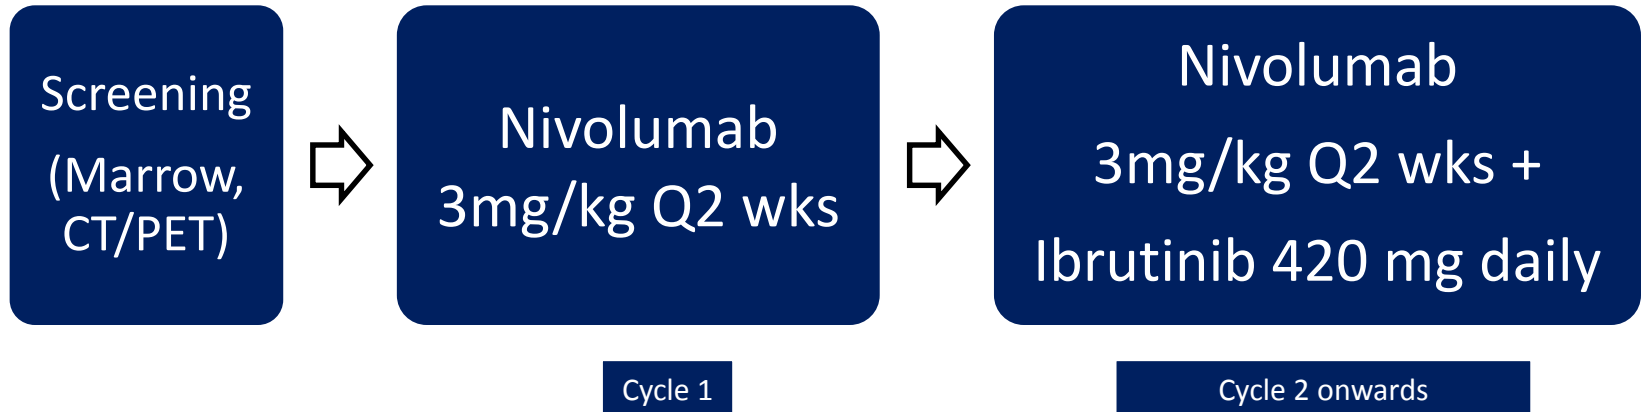 Screening
(Marrow,
CT/PET)
Nivolumab
3mg/kg Q2 wks
Nivolumab
3mg/kg Q2 wks +
Ibrutinib 420 mg daily
Cycle 1
Cycle 2 onwards